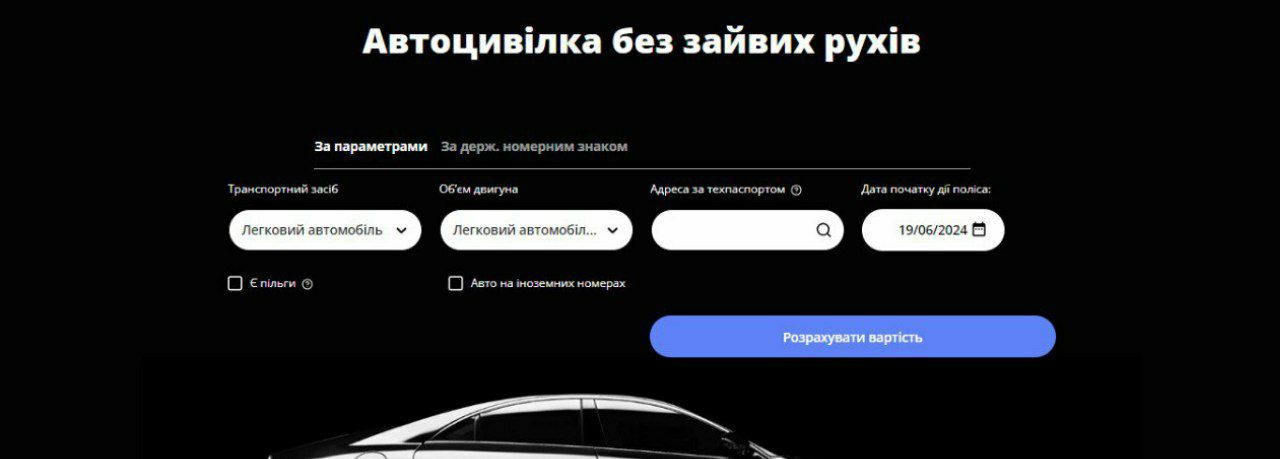 Автоцивілка без зайвих рухів
За параметрами За держ. номерним знаком
Транспортний засіб Об'єм двигуна Адреса за техпаспортом Дата початку дії поліса:
Легковий автомобіль Легковий автомобіл... 19/06/2024
Є пільги Авто на іноземних номерах
Розрахувати вартість